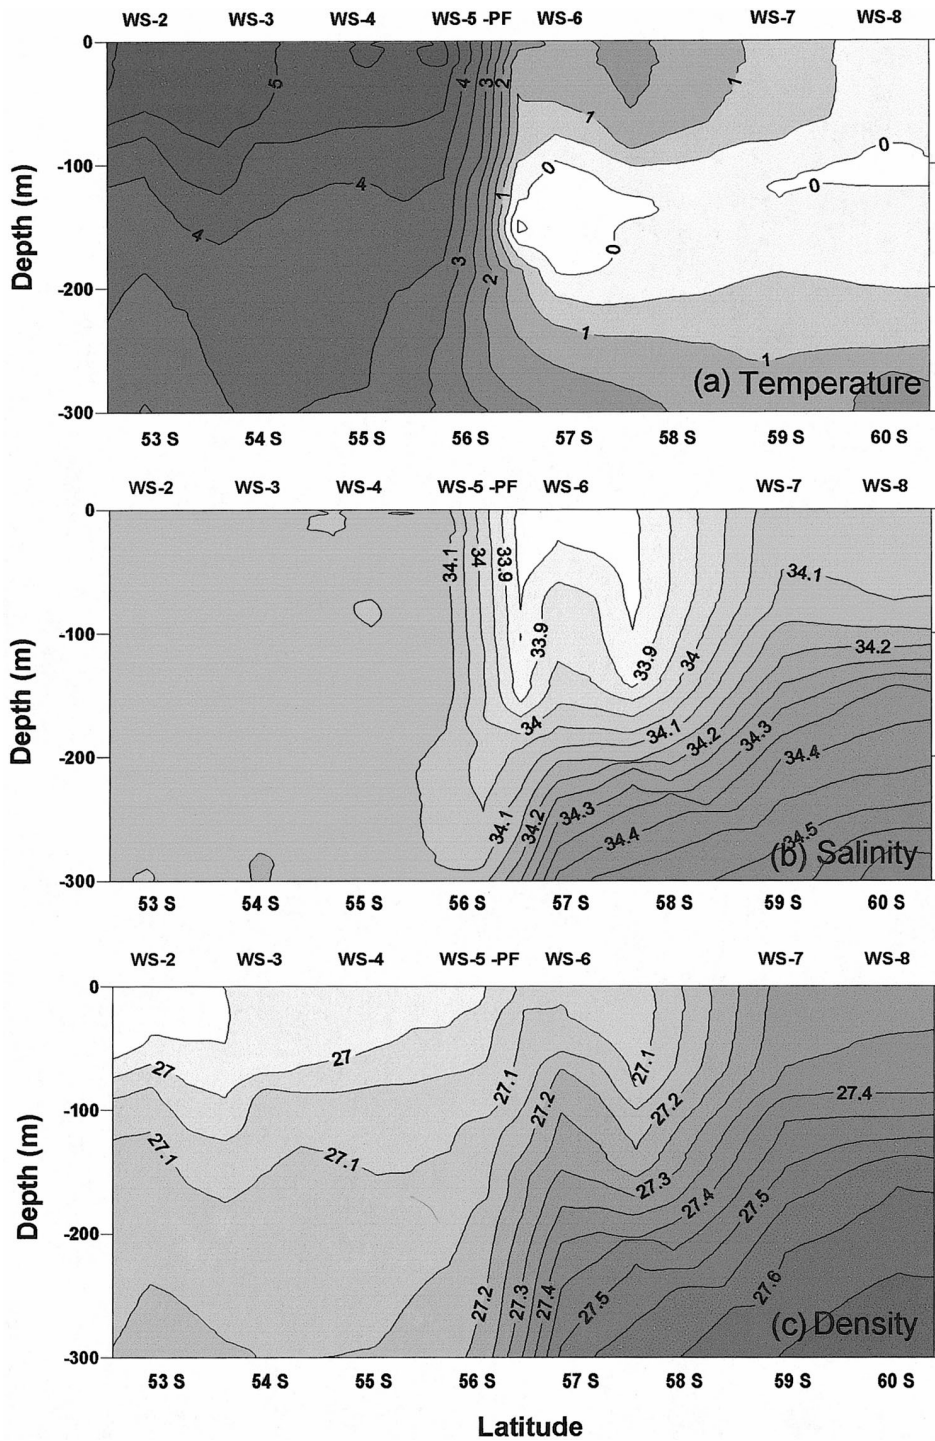 WS-2 WS-3 WS-4 WS-5 -PF WS-6 WS-7 WS-8
0
5 4 3 2 1 1
-100
0 0 0
4 4 1
Depth (m)
-200
3 2 0
1 1
(a) Temperature
-300
53 S 54 S 55 S 56 S 57 S 58 S 59 S 60 S
WS-2 WS-3 WS-4 WS-5 -PF WS-6 WS-7 WS-8
0
34.1 34 33.9 34.1
-100
33.9 33.9 34 34.2
Depth (m)
-200
34 34.1 34.2 34.3 34.4
34.1 34.2 34.3 34.4 34.5
(b) Salinity
-300
53 S 54 S 55 S 56 S 57 S 58 S 59 S 60 S
WS-2 WS-3 WS-4 WS-5 -PF WS-6 WS-7 WS-8
0
27 27 27.1 27.1
-100
27.2 27.2 27.4
27.1 27.1 27.3 27.4 27.5
Depth (m)
-200
27.2 27.3 27.4 27.5 27.6
(c) Density
-300
53 S 54 S 55 S 56 S 57 S 58 S 59 S 60 S
Latitude